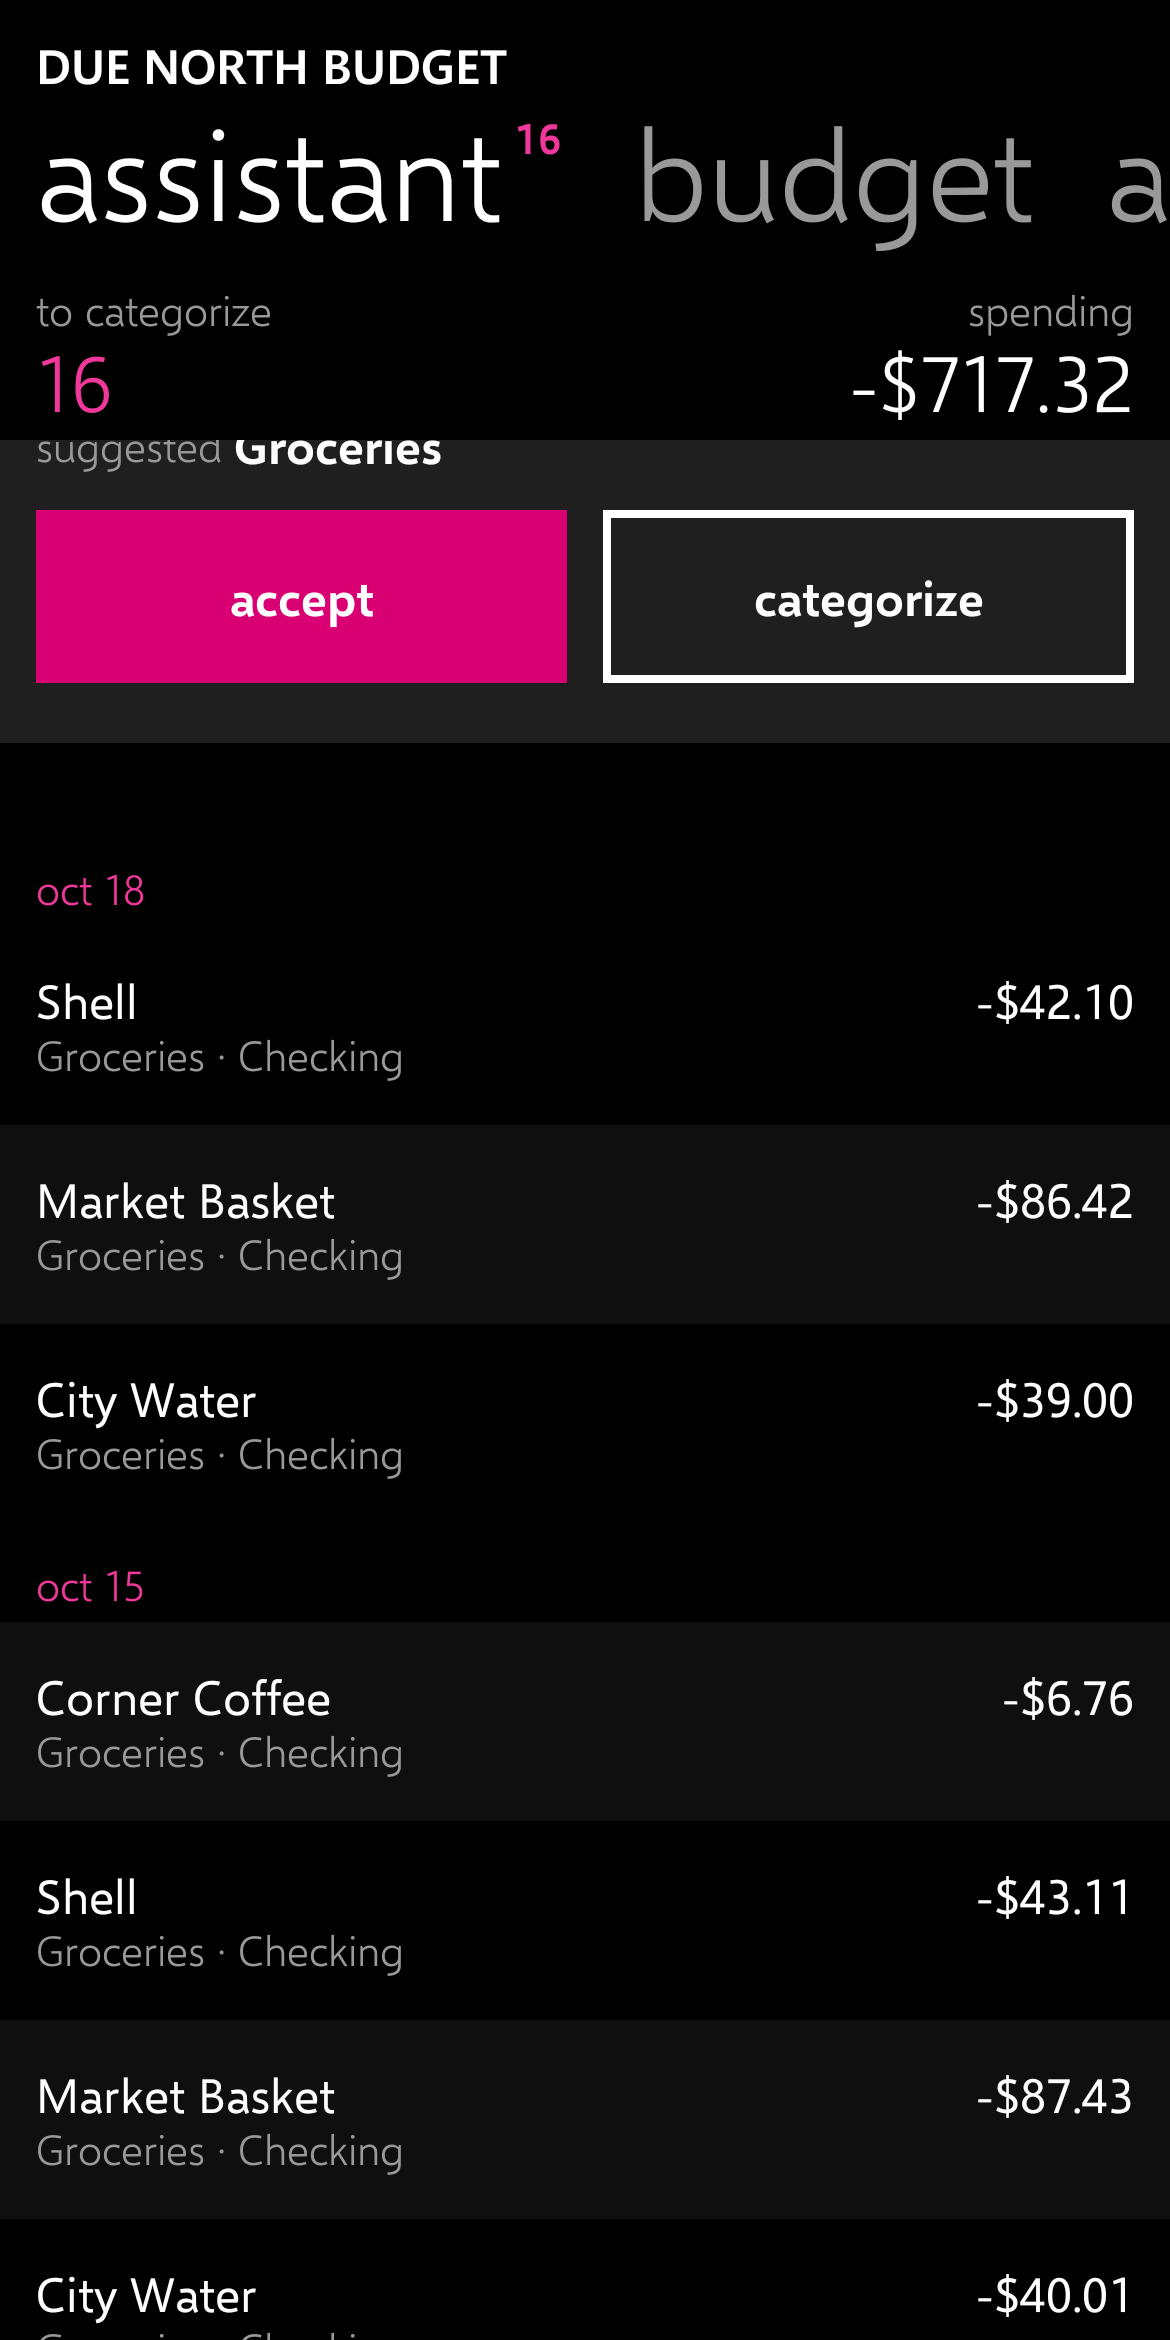 DUE NORTH BUDGET
assistant 16 budget a
to categorize spending
16 -$717.32
suggested Groceries
accept categorize
oct 18
Shell -$42.10
Groceries · Checking
Market Basket -$86.42
Groceries · Checking
City Water -$39.00
Groceries · Checking
oct 15
Corner Coffee -$6.76
Groceries · Checking
Shell -$43.11
Groceries · Checking
Market Basket -$87.43
Groceries · Checking
City Water -$40.01